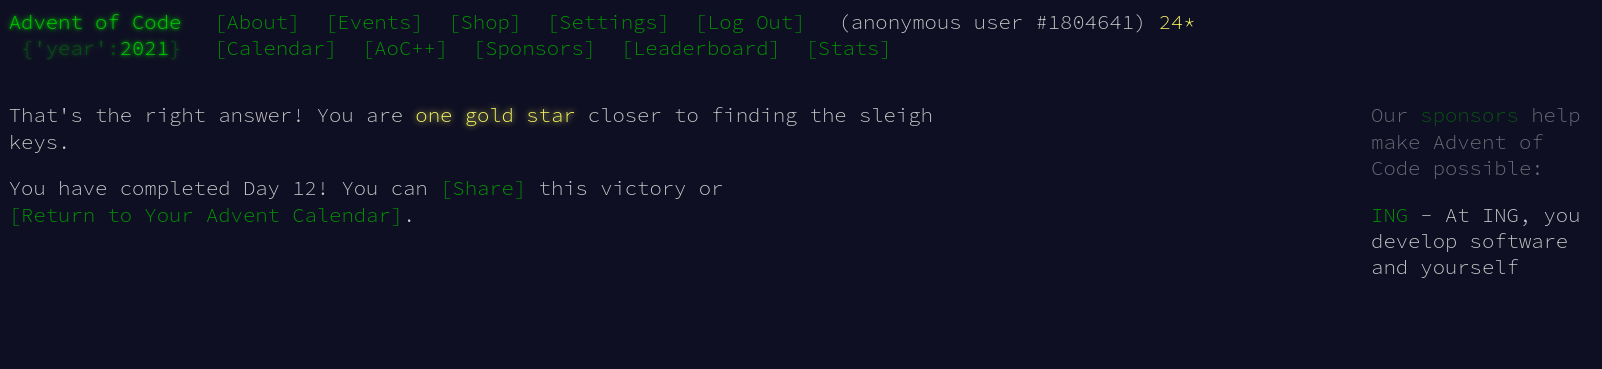 Advent of Code [About] [Events] [Shop] [Settings] [Log Out] (anonymous user #1804641) 24*
{'year':2021} [Calendar] [AoC++] [Sponsors] [Leaderboard] [Stats]
That's the right answer! You are one gold star closer to finding the sleigh
keys.
You have completed Day 12! You can [Share] this victory or
[Return to Your Advent Calendar].
Our sponsors help
make Advent of
Code possible:
ING - At ING, you
develop software
and yourself